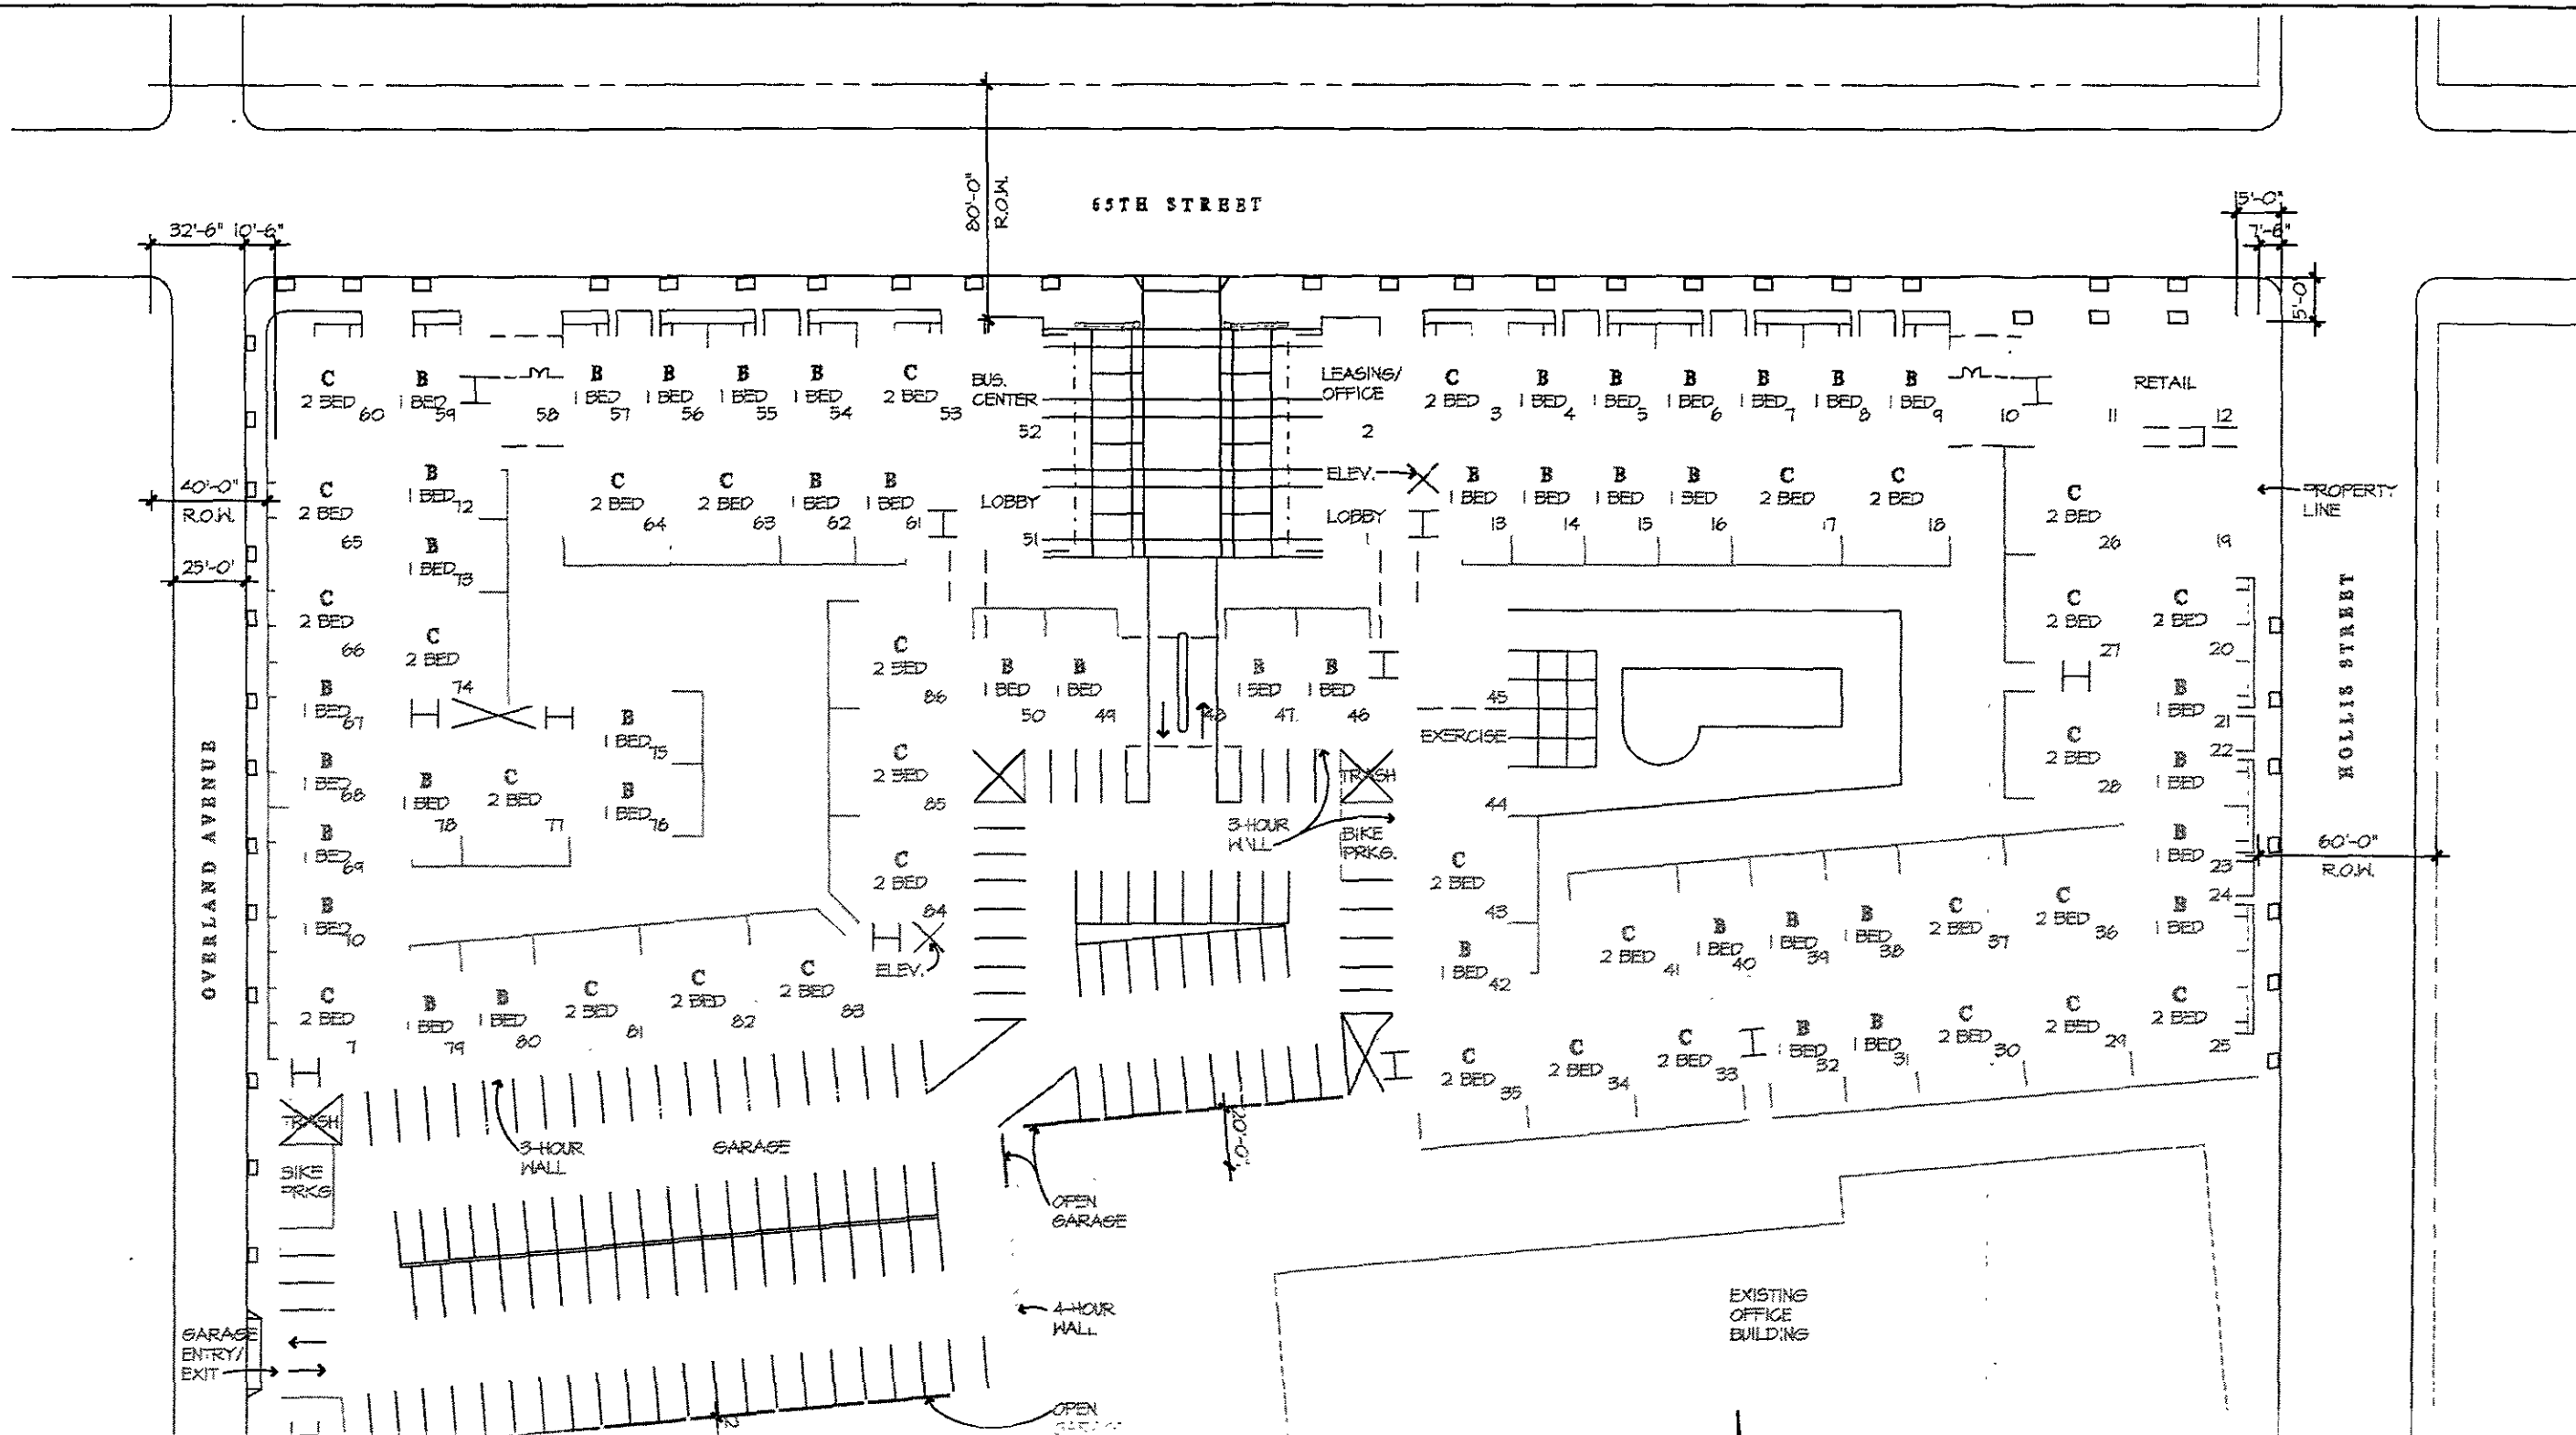 65TH STREET
80'-0"
R.O.W.
32'-6" 10'-6"
5'-0"
7'-6"
5'-0"
C
2 BED 60
B
1 BED 59
58
B
1 BED 57
B
1 BED 56
B
1 BED 55
B
1 BED 54
C
2 BED 53
BUS.
CENTER
52
LEASING/
OFFICE
2
C
2 BED 3
B
1 BED 4
B
1 BED 5
B
1 BED 6
B
1 BED 7
B
1 BED 8
B
1 BED 9
10
11
RETAIL
12
40'-0"
R.O.W.
25'-0"
C
2 BED
65
B
1 BED 72
B
1 BED 73
C
2 BED
64
C
2 BED
63
B
1 BED
62
B
1 BED
61
LOBBY
51
ELEV.
LOBBY
1
B
1 BED
13
B
1 BED
14
B
1 BED
15
B
1 BED
16
C
2 BED
17
C
2 BED
18
C
2 BED
26
19
PROPERTY
LINE
C
2 BED
66
C
2 BED
74
C
2 BED
86
B
1 BED
50
B
1 BED
49
48
B
1 BED
47
B
1 BED
46
45
EXERCISE
C
2 BED
27
C
2 BED
20
HOLLIS STREET
OVERLAND AVENUE
B
1 BED 67
B
1 BED 75
B
1 BED 21
22
B
1 BED 68
B
1 BED
78
C
2 BED
77
B
1 BED 76
C
2 BED
85
TRASH
44
C
2 BED
28
B
1 BED
3-HOUR
WALL
BIKE
PRKG.
B
1 BED 69
C
2 BED
84
C
2 BED
43
B
1 BED 23
24
60'-0"
R.O.W.
B
1 BED 70
ELEV.
B
1 BED 42
C
2 BED 41
B
1 BED 40
B
1 BED 39
B
1 BED 38
C
2 BED 37
C
2 BED 36
B
1 BED
C
2 BED
7
B
1 BED
79
B
1 BED
80
C
2 BED
81
C
2 BED
82
C
2 BED
83
C
2 BED 35
C
2 BED 34
C
2 BED 33
B
1 BED 32
B
1 BED 31
C
2 BED 30
C
2 BED 29
C
2 BED
25
TRASH
3-HOUR
WALL
GARAGE
20'-0"
BIKE
PRKG
OPEN
GARAGE
4-HOUR
WALL
GARAGE
ENTRY/
EXIT
EXISTING
OFFICE
BUILDING
OPEN